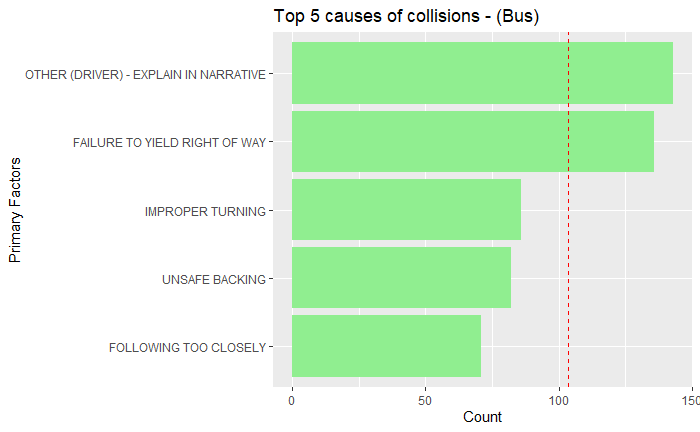 Top 5 causes of collisions - (Bus)
Primary Factors
OTHER (DRIVER) - EXPLAIN IN NARRATIVE
FAILURE TO YIELD RIGHT OF WAY
IMPROPER TURNING
UNSAFE BACKING
FOLLOWING TOO CLOSELY
0 50 100 150
Count